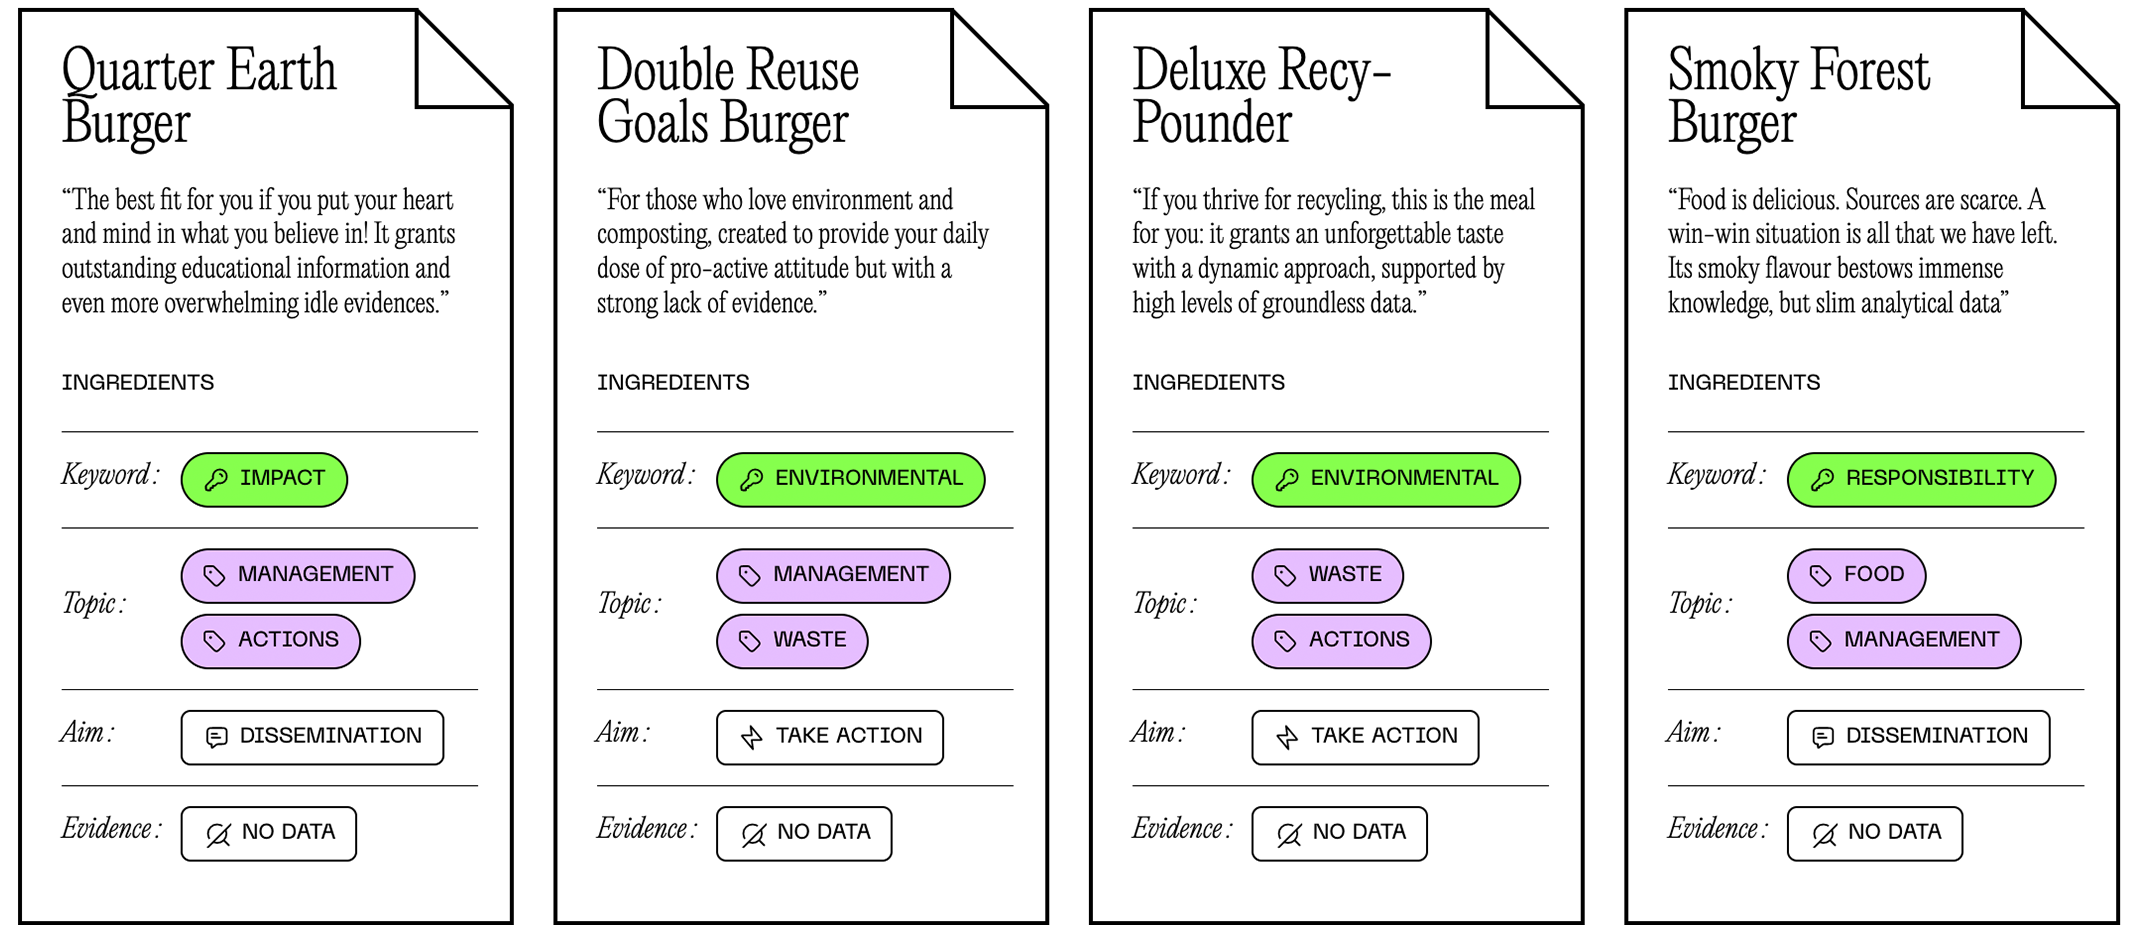 Quarter Earth
Burger
“The best fit for you if you put your heart
and mind in what you believe in! It grants
outstanding educational information and
even more overwhelming idle evidences.”
INGREDIENTS
Keyword: IMPACT
Topic:
MANAGEMENT
ACTIONS
Aim: DISSEMINATION
Evidence: NO DATA
Double Reuse
Goals Burger
“For those who love environment and
composting, created to provide your daily
dose of pro-active attitude but with a
strong lack of evidence.”
INGREDIENTS
Keyword: ENVIRONMENTAL
Topic:
MANAGEMENT
WASTE
Aim: TAKE ACTION
Evidence: NO DATA
Deluxe Recy-
Pounder
“If you thrive for recycling, this is the meal
for you: it grants an unforgettable taste
with a dynamic approach, supported by
high levels of groundless data.”
INGREDIENTS
Keyword: ENVIRONMENTAL
Topic:
WASTE
ACTIONS
Aim: TAKE ACTION
Evidence: NO DATA
Smoky Forest
Burger
“Food is delicious. Sources are scarce. A
win-win situation is all that we have left.
Its smoky flavour bestows immense
knowledge, but slim analytical data”
INGREDIENTS
Keyword: RESPONSIBILITY
Topic:
FOOD
MANAGEMENT
Aim: DISSEMINATION
Evidence: NO DATA